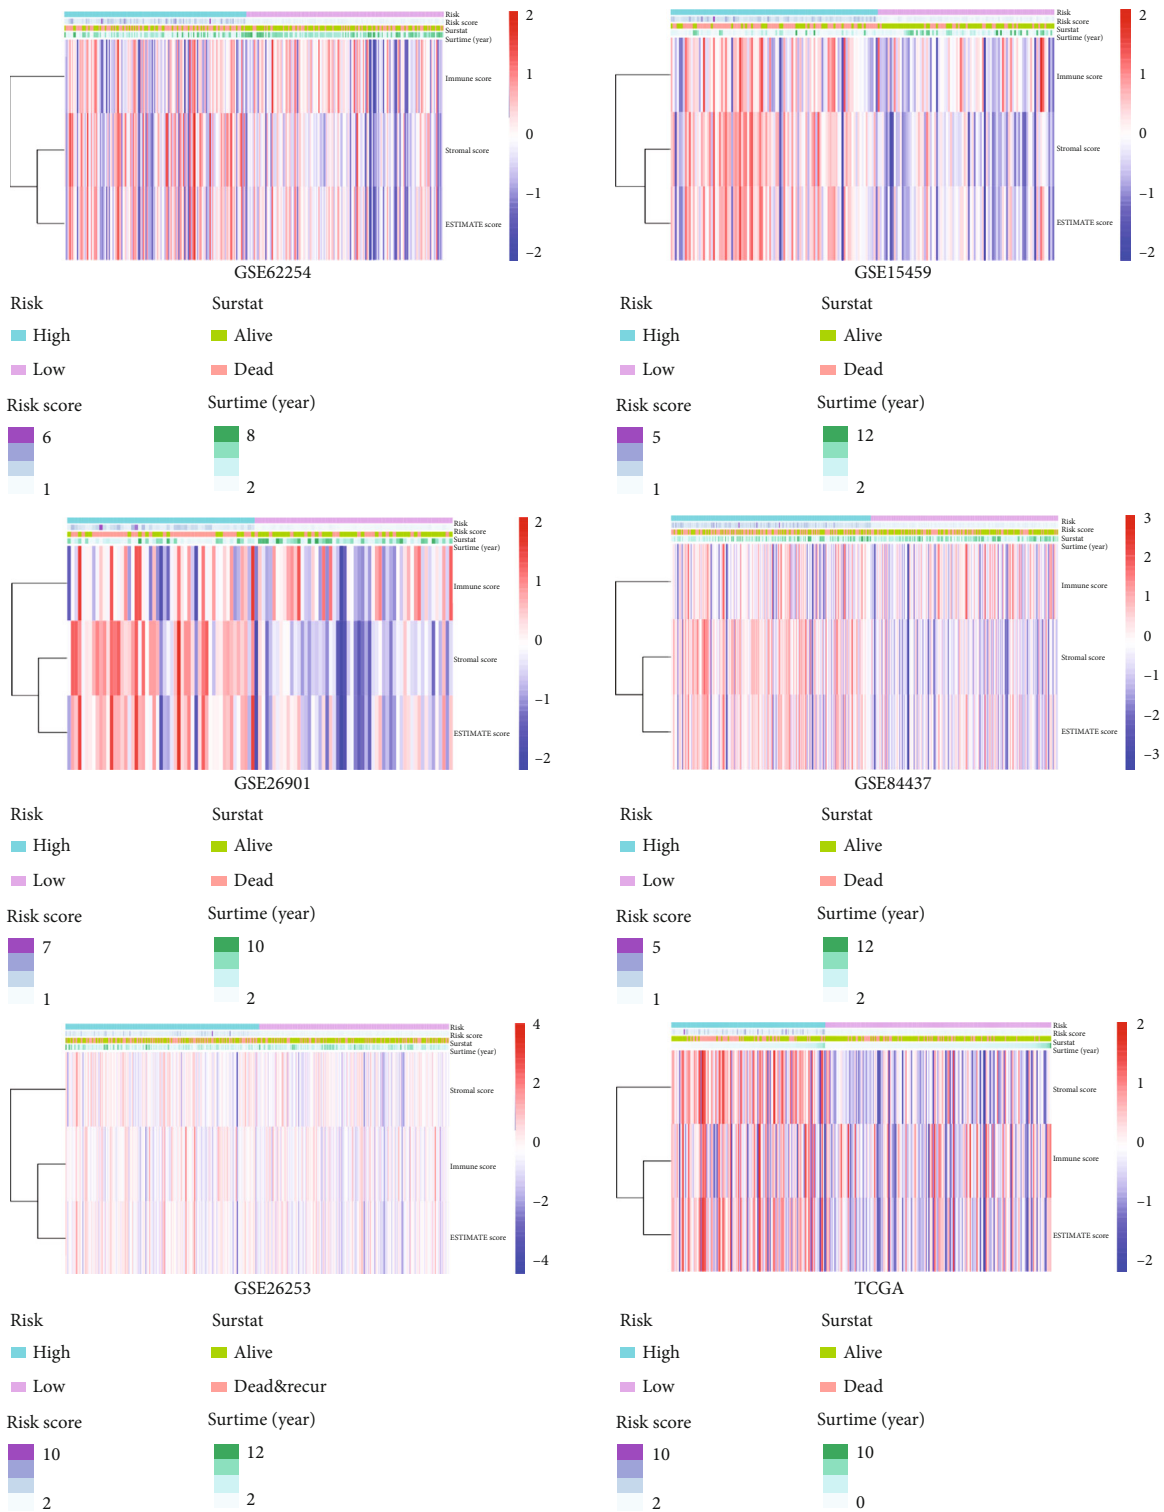 Risk
Risk score
Surstat
Surtime (year)
Immune score
Stromal score
ESTIMATE score
2
1
0
−1
−2
GSE62254
Risk
High
Low
Surstat
Alive
Dead
Risk score
6
1
Surtime (year)
8
2
Risk
Risk score
Surstat
Surtime (year)
Immune score
Stromal score
ESTIMATE score
2
1
0
−1
−2
GSE15459
Risk
High
Low
Surstat
Alive
Dead
Risk score
5
1
Surtime (year)
12
2
Risk
Risk score
Surstat
Surtime (year)
Immune score
Stromal score
ESTIMATE score
2
1
0
−1
−2
GSE26901
Risk
High
Low
Surstat
Alive
Dead
Risk score
7
1
Surtime (year)
10
2
Risk
Risk score
Surstat
Surtime (year)
Immune score
Stromal score
ESTIMATE score
3
2
1
0
−1
−2
−3
GSE84437
Risk
High
Low
Surstat
Alive
Dead
Risk score
5
1
Surtime (year)
12
2
Risk
Risk score
Surstat
Surtime (year)
Stromal score
Immune score
ESTIMATE score
4
2
0
−2
−4
GSE26253
Risk
High
Low
Surstat
Alive
Dead&recur
Risk score
10
2
Surtime (year)
12
2
Risk
Risk score
Surstat
Surtime (year)
Stromal score
Immune score
ESTIMATE score
2
1
0
−1
−2
TCGA
Risk
High
Low
Surstat
Alive
Dead
Risk score
10
2
Surtime (year)
10
0